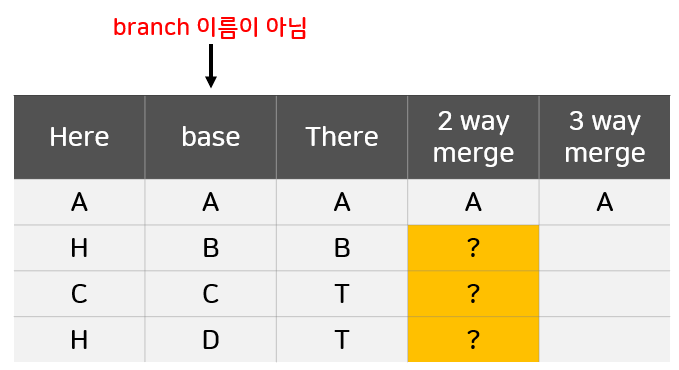 branch 이름이 아님
Here base There 2 way merge 3 way merge
A A A A A
H B B ?
C C T ?
H D T ?